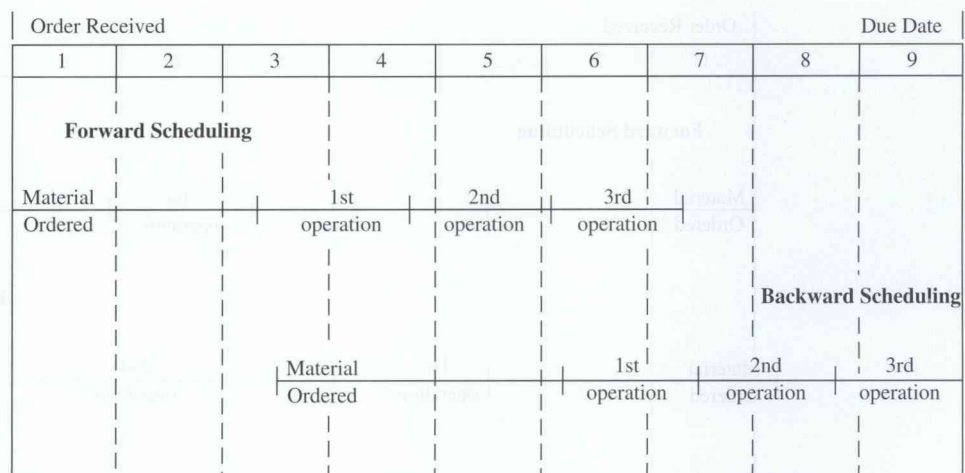 Order Received Due Date
1 2 3 4 5 6 7 8 9
Forward Scheduling
Material 1st 2nd 3rd
Ordered operation operation operation
Backward Scheduling
Material 1st 2nd 3rd
Ordered operation operation operation